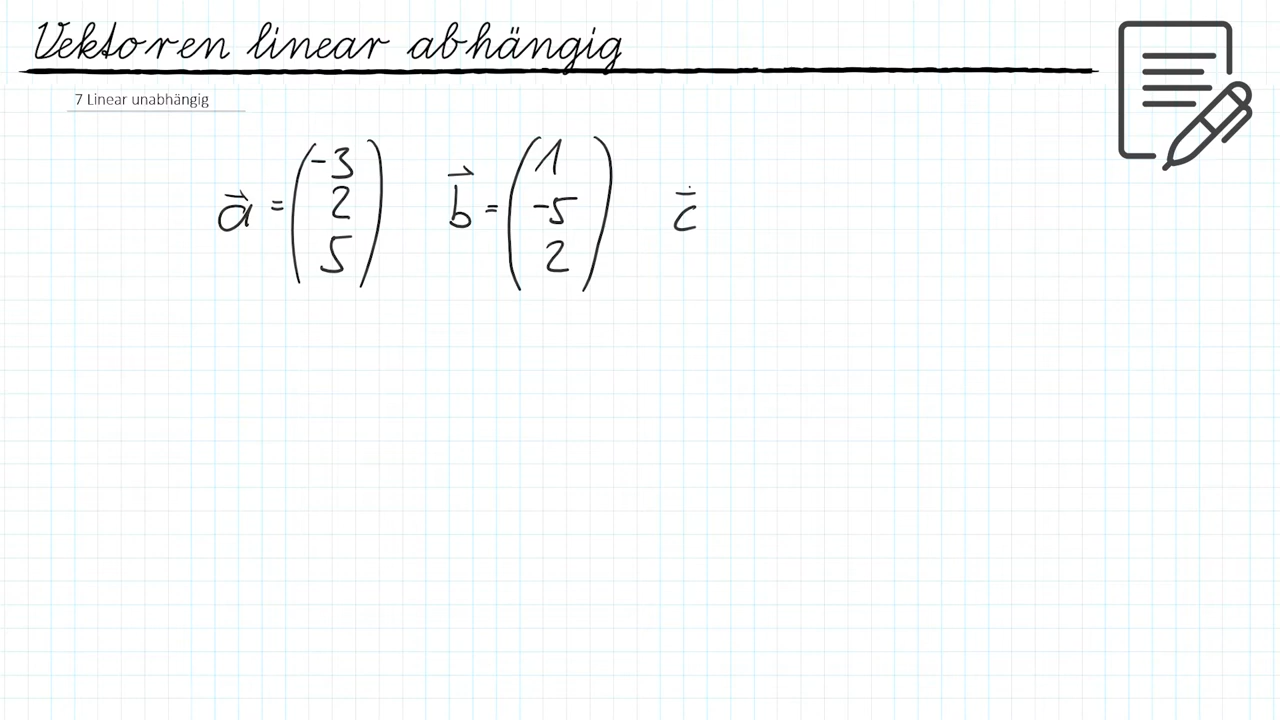 Vektoren linear abhängig
7 Linear unabhängig
a⃗ = (-3 2 5) b⃗ = (1 -5 2) c